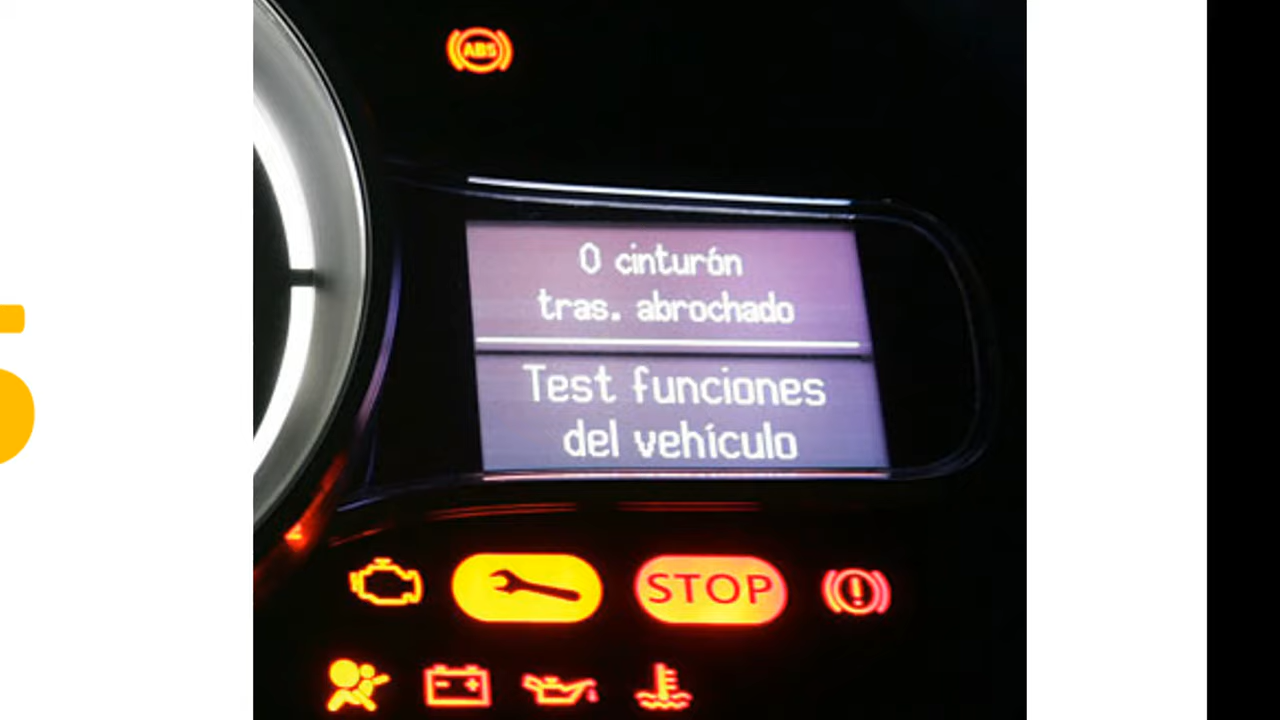 ABS
0 cinturón
tras. abrochado
Test funciones
del vehículo
STOP